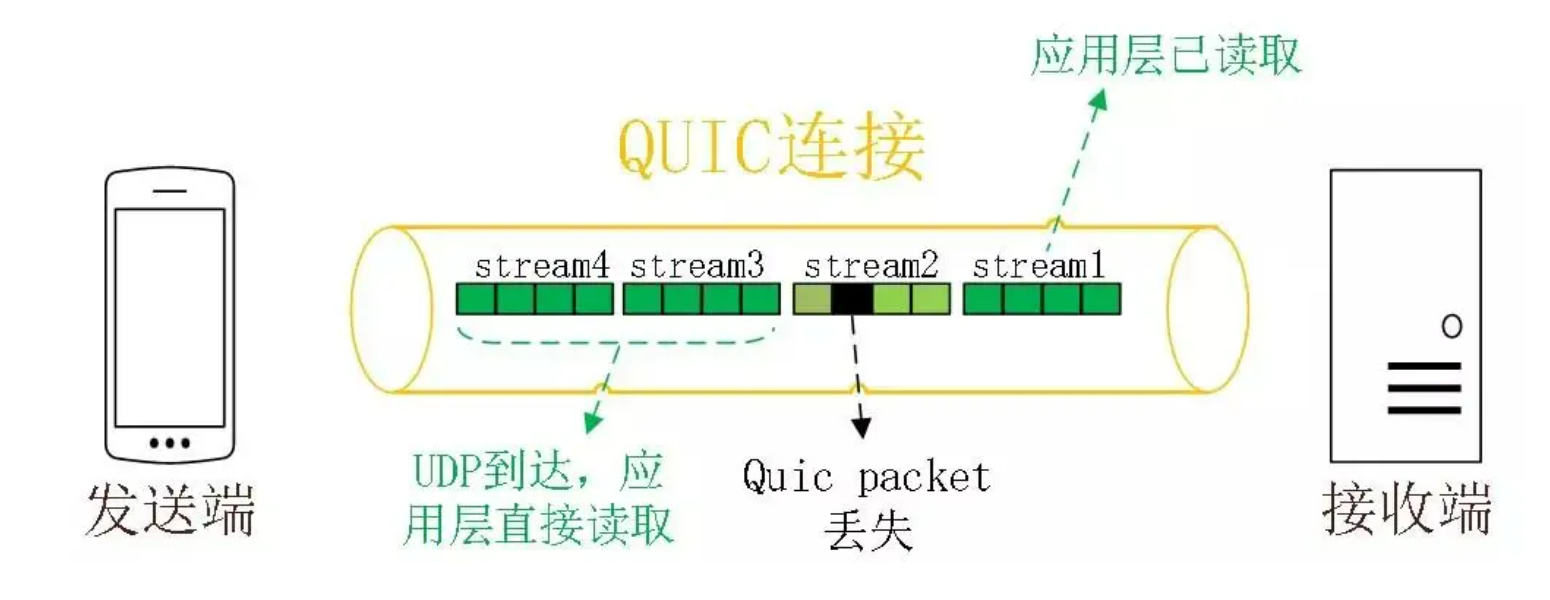 应用层已读取
QUIC连接
stream4 stream3 stream2 stream1
UDP到达，应
用层直接读取
Quic packet
丢失
发送端
接收端